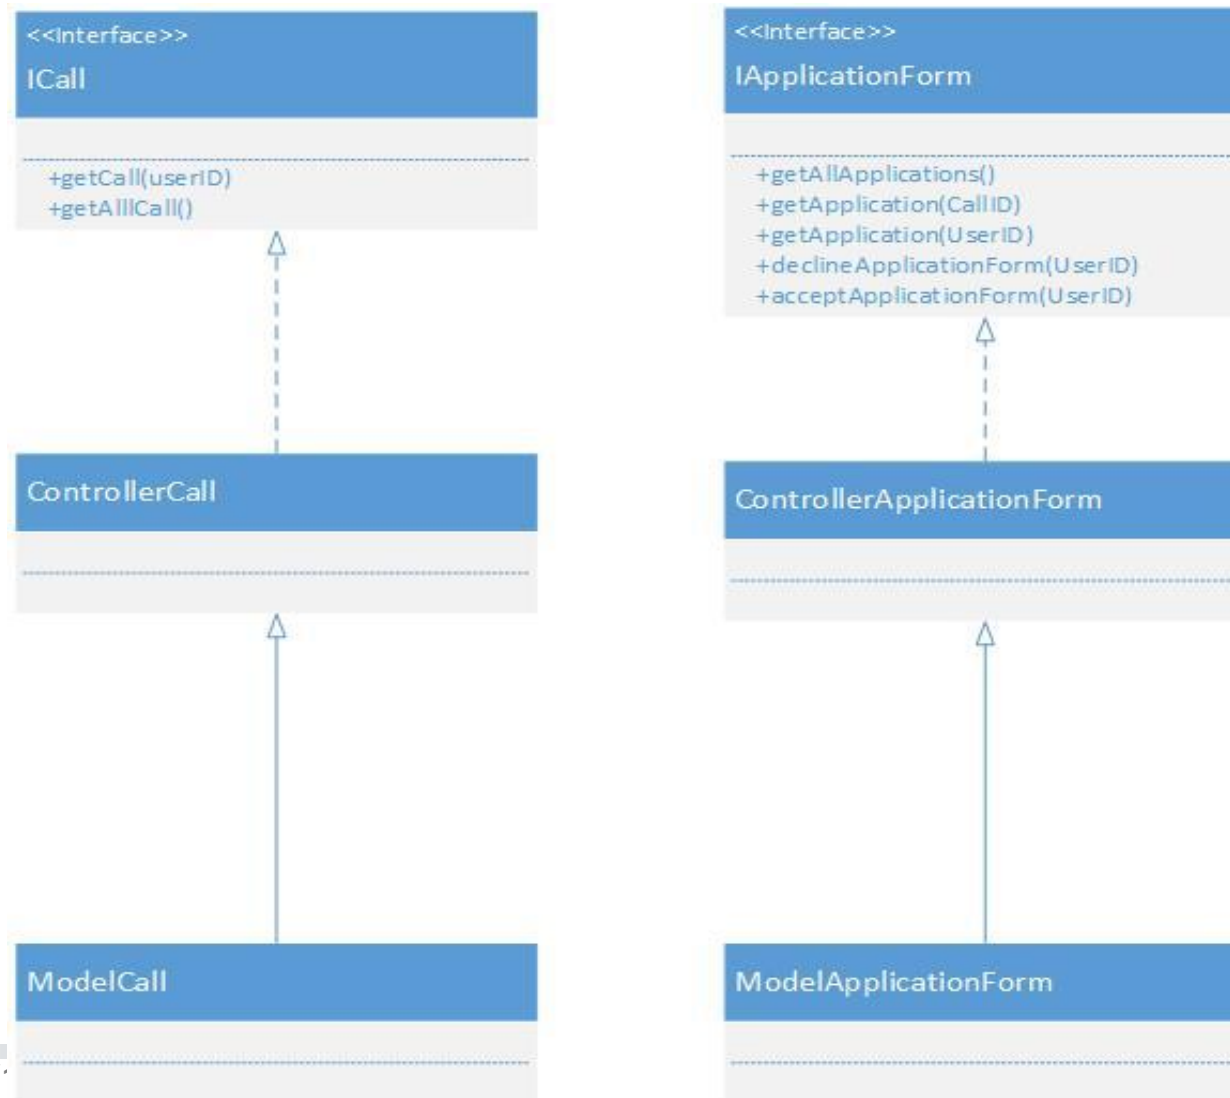 <<Interface>>
ICall
+getCall(userID)
+getAlllCall()
ControllerCall
ModelCall
<<Interface>>
IApplicationForm
+getAllApplications()
+getApplication(CallID)
+getApplication(UserID)
+declineApplicationForm(UserID)
+acceptApplicationForm(UserID)
ControllerApplicationForm
ModelApplicationForm